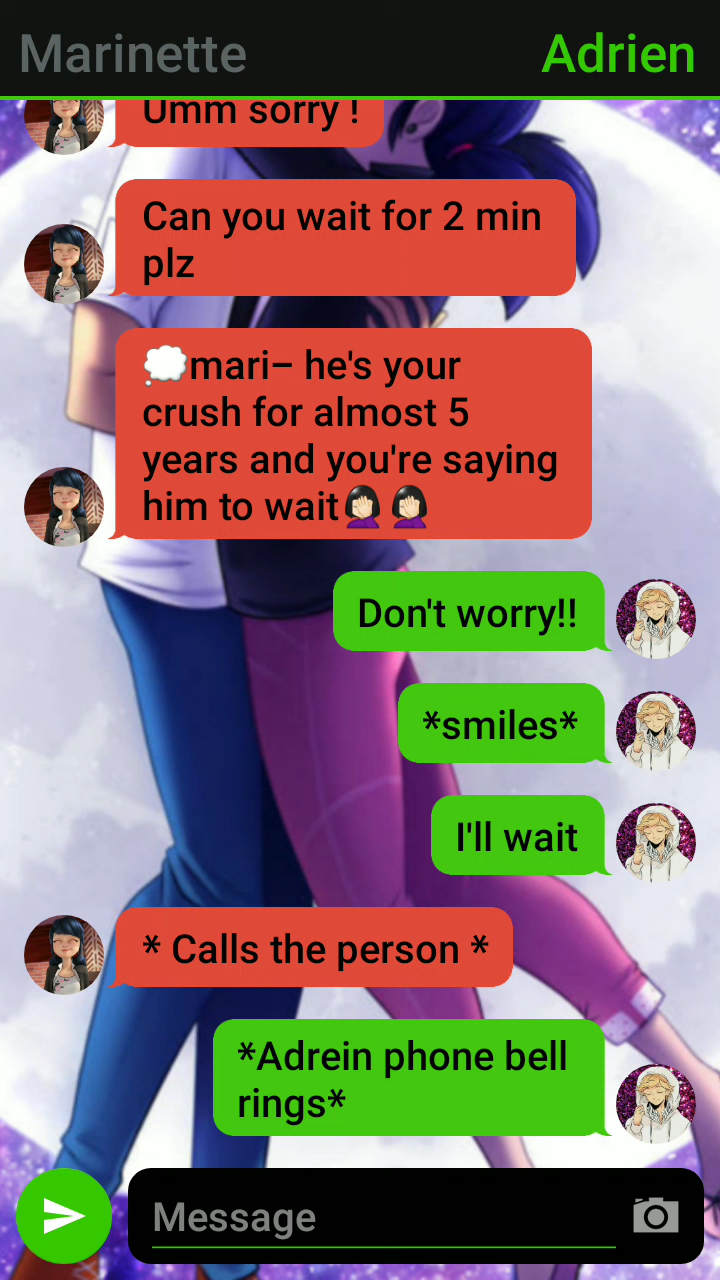 Marinette Adrien
Umm sorry !
Can you wait for 2 min
plz
💭mari– he's your
crush for almost 5
years and you're saying
him to wait🤦🏻‍♀️🤦🏻‍♀️
Don't worry!!
*smiles*
I'll wait
* Calls the person *
*Adrein phone bell
rings*
Message